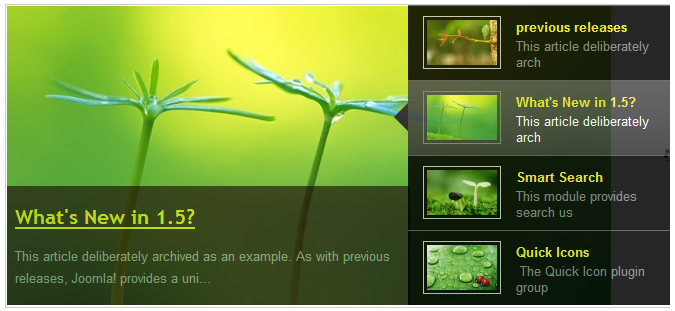 What's New in 1.5?
This article deliberately archived as an example. As with previous
releases, Joomla! provides a uni...
previous releases
This article deliberately
arch
What's New in 1.5?
This article deliberately
arch
Smart Search
This module provides
search us
Quick Icons
The Quick Icon plugin
group